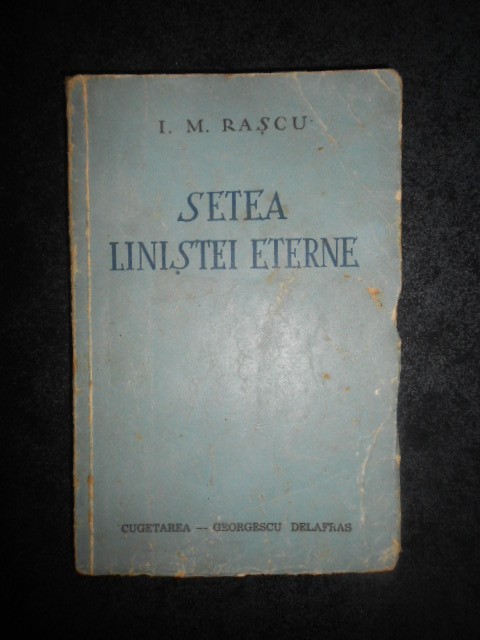 I. M. RAȘCU
SETEA
LINIȘTEI ETERNE
CUGETAREA — GEORGESCU DELAFRAS